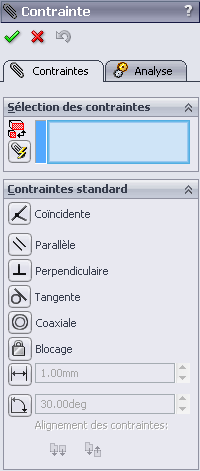 Contrainte
?
Contraintes
Analyse
Sélection des contraintes
Contraintes standard
Coïncidente
Parallèle
Perpendiculaire
Tangente
Coaxiale
Blocage
1.00mm
30.00deg
Alignement des contraintes: